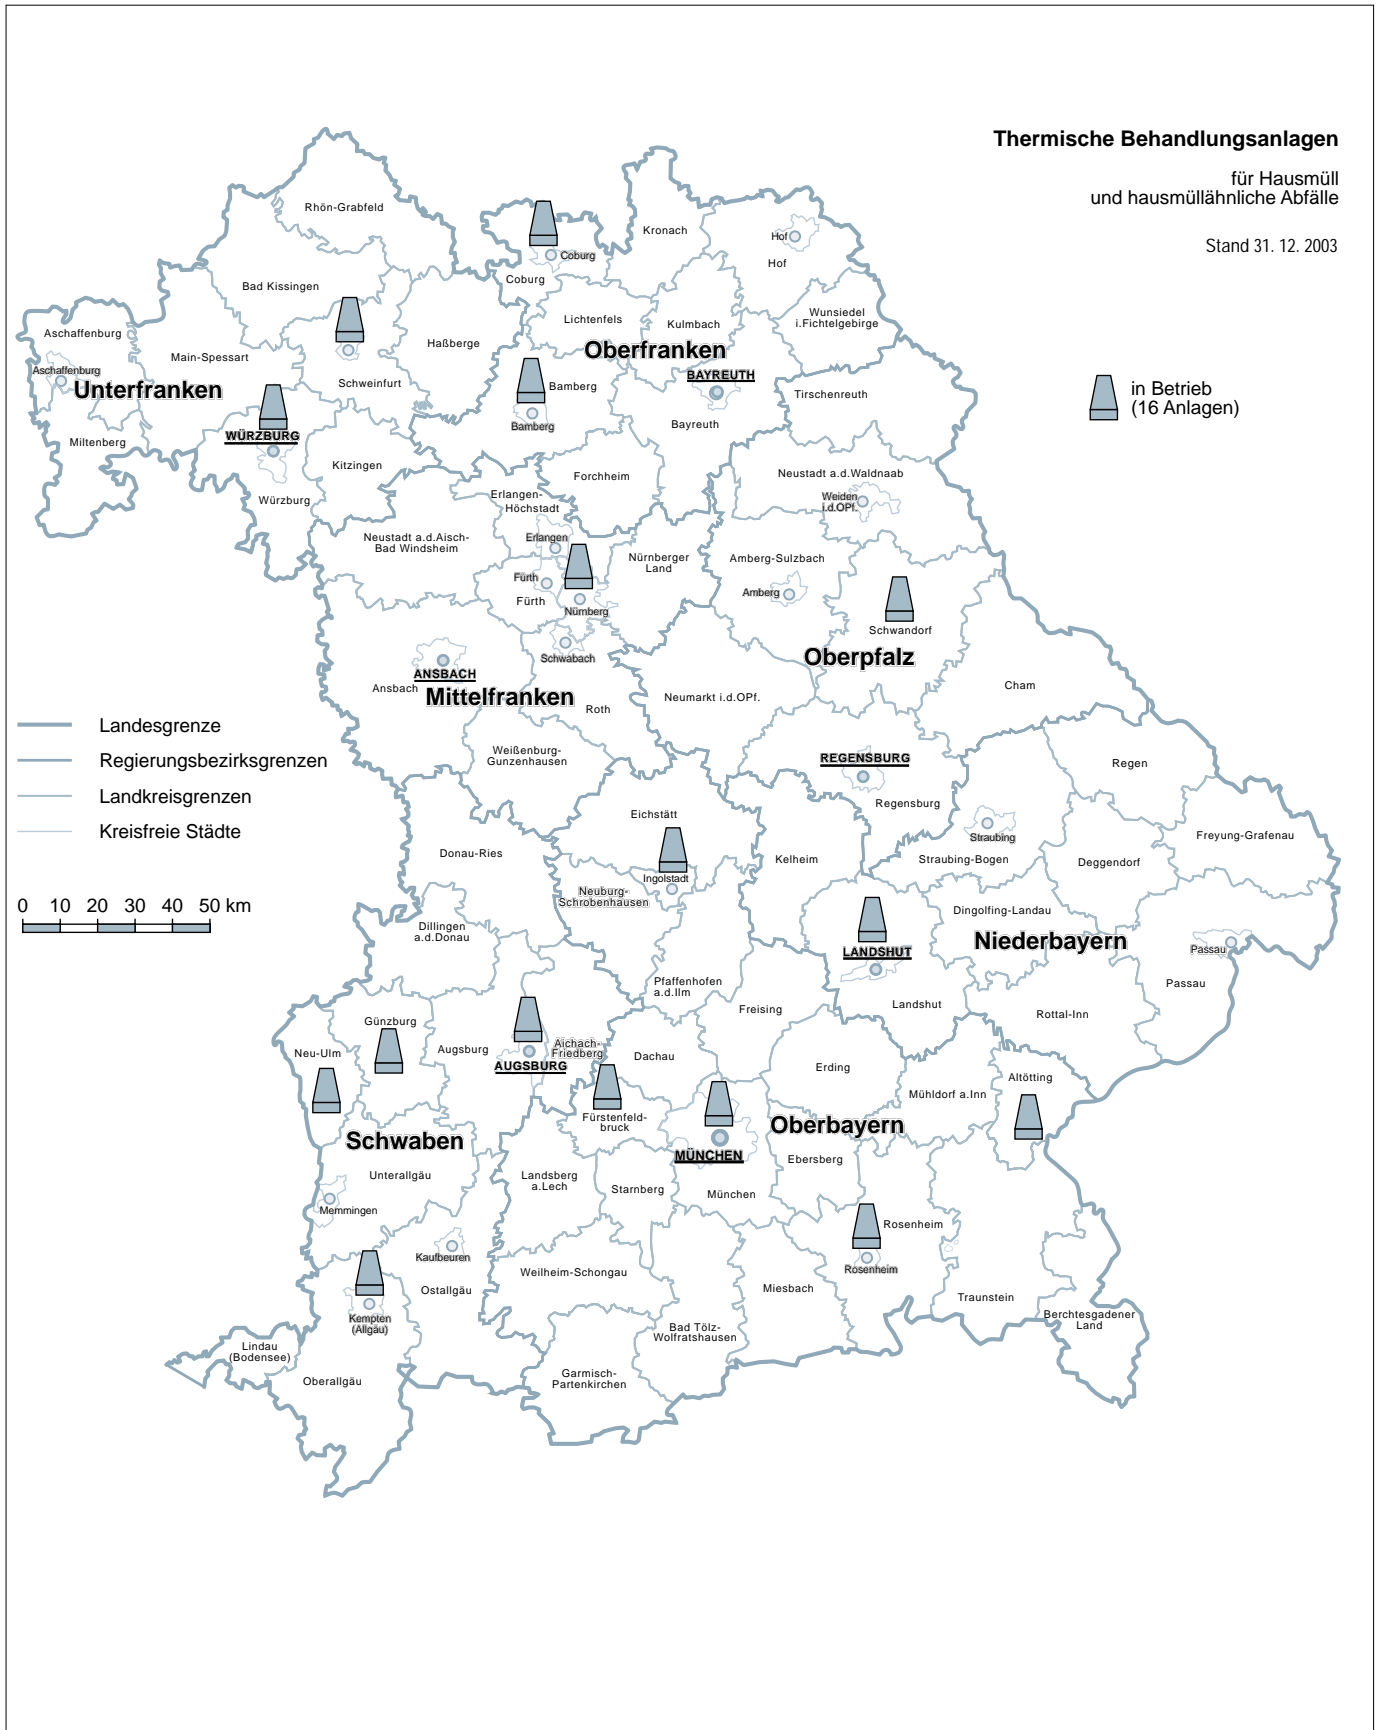 Thermische Behandlungsanlagen
für Hausmüll
und hausmüllähnliche Abfälle
Stand 31. 12. 2003
in Betrieb
(16 Anlagen)
Rhön-Grabfeld
Kronach
Hof
Hof
Coburg
Coburg
Bad Kissingen
Wunsiedel
i.Fichtelgebirge
Lichtenfels
Kulmbach
Aschaffenburg
Haßberge
Main-Spessart
Oberfranken
Aschaffenburg
Unterfranken
Schweinfurt
Bamberg
BAYREUTH
Tirschenreuth
Bamberg
Bayreuth
WÜRZBURG
Miltenberg
Kitzingen
Forchheim
Neustadt a.d.Waldnaab
Würzburg
Erlangen-
Höchstadt
Weiden
i.d.OPf.
Neustadt a.d.Aisch-
Bad Windsheim
Erlangen
Nürnberger
Land
Amberg-Sulzbach
Fürth
Fürth
Nürnberg
Amberg
Schwandorf
Schwabach
Oberpfalz
ANSBACH
Ansbach
Mittelfranken
Neumarkt i.d.OPf.
Cham
Roth
Landesgrenze
Regierungsbezirksgrenzen
Landkreisgrenzen
Kreisfreie Städte
Weißenburg-
Gunzenhausen
REGENSBURG
Regen
Regensburg
Eichstätt
Straubing
Freyung-Grafenau
Donau-Ries
Kelheim
Straubing-Bogen
Deggendorf
Ingolstadt
Neuburg-
Schrobenhausen
0 10 20 30 40 50 km
Dingolfing-Landau
Dillingen
a.d.Donau
Niederbayern
LANDSHUT
Passau
Passau
Pfaffenhofen
a.d.Ilm
Freising
Landshut
Rottal-Inn
Günzburg
Neu-Ulm
Augsburg
Aichach-
Friedberg
AUGSBURG
Dachau
Erding
Altötting
Mühldorf a.Inn
Fürstenfeld-
bruck
Oberbayern
Schwaben
MÜNCHEN
Ebersberg
Unterallgäu
Landsberg
a.Lech
Starnberg
München
Memmingen
Rosenheim
Kaufbeuren
Rosenheim
Weilheim-Schongau
Ostallgäu
Miesbach
Traunstein
Kempten
(Allgäu)
Berchtesgadener
Land
Bad Tölz-
Wolfratshausen
Lindau
(Bodensee)
Oberallgäu
Garmisch-
Partenkirchen